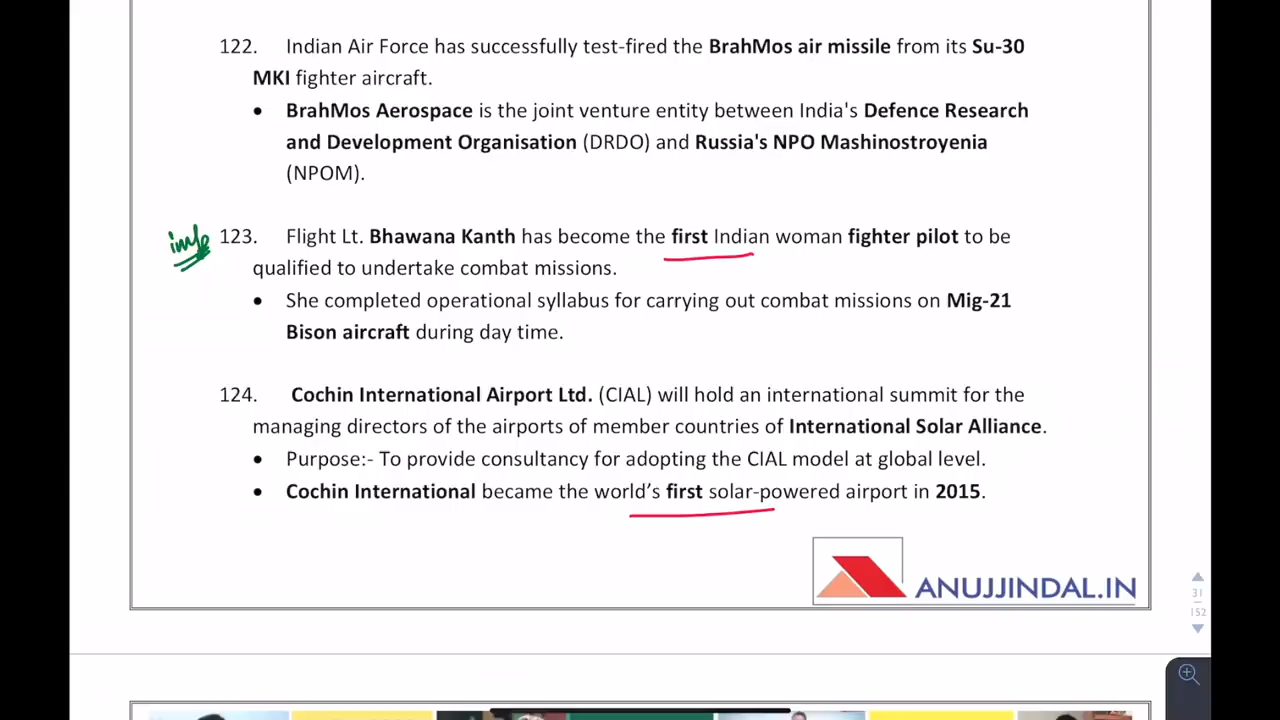 122. Indian Air Force has successfully test-fired the BrahMos air missile from its Su-30
MKI fighter aircraft.
• BrahMos Aerospace is the joint venture entity between India's Defence Research
and Development Organisation (DRDO) and Russia's NPO Mashinostroyenia
(NPOM).
imp
123. Flight Lt. Bhawana Kanth has become the first Indian woman fighter pilot to be
qualified to undertake combat missions.
• She completed operational syllabus for carrying out combat missions on Mig-21
Bison aircraft during day time.
124. Cochin International Airport Ltd. (CIAL) will hold an international summit for the
managing directors of the airports of member countries of International Solar Alliance.
• Purpose:- To provide consultancy for adopting the CIAL model at global level.
• Cochin International became the world’s first solar-powered airport in 2015.
ANUJJINDAL.IN
31
152